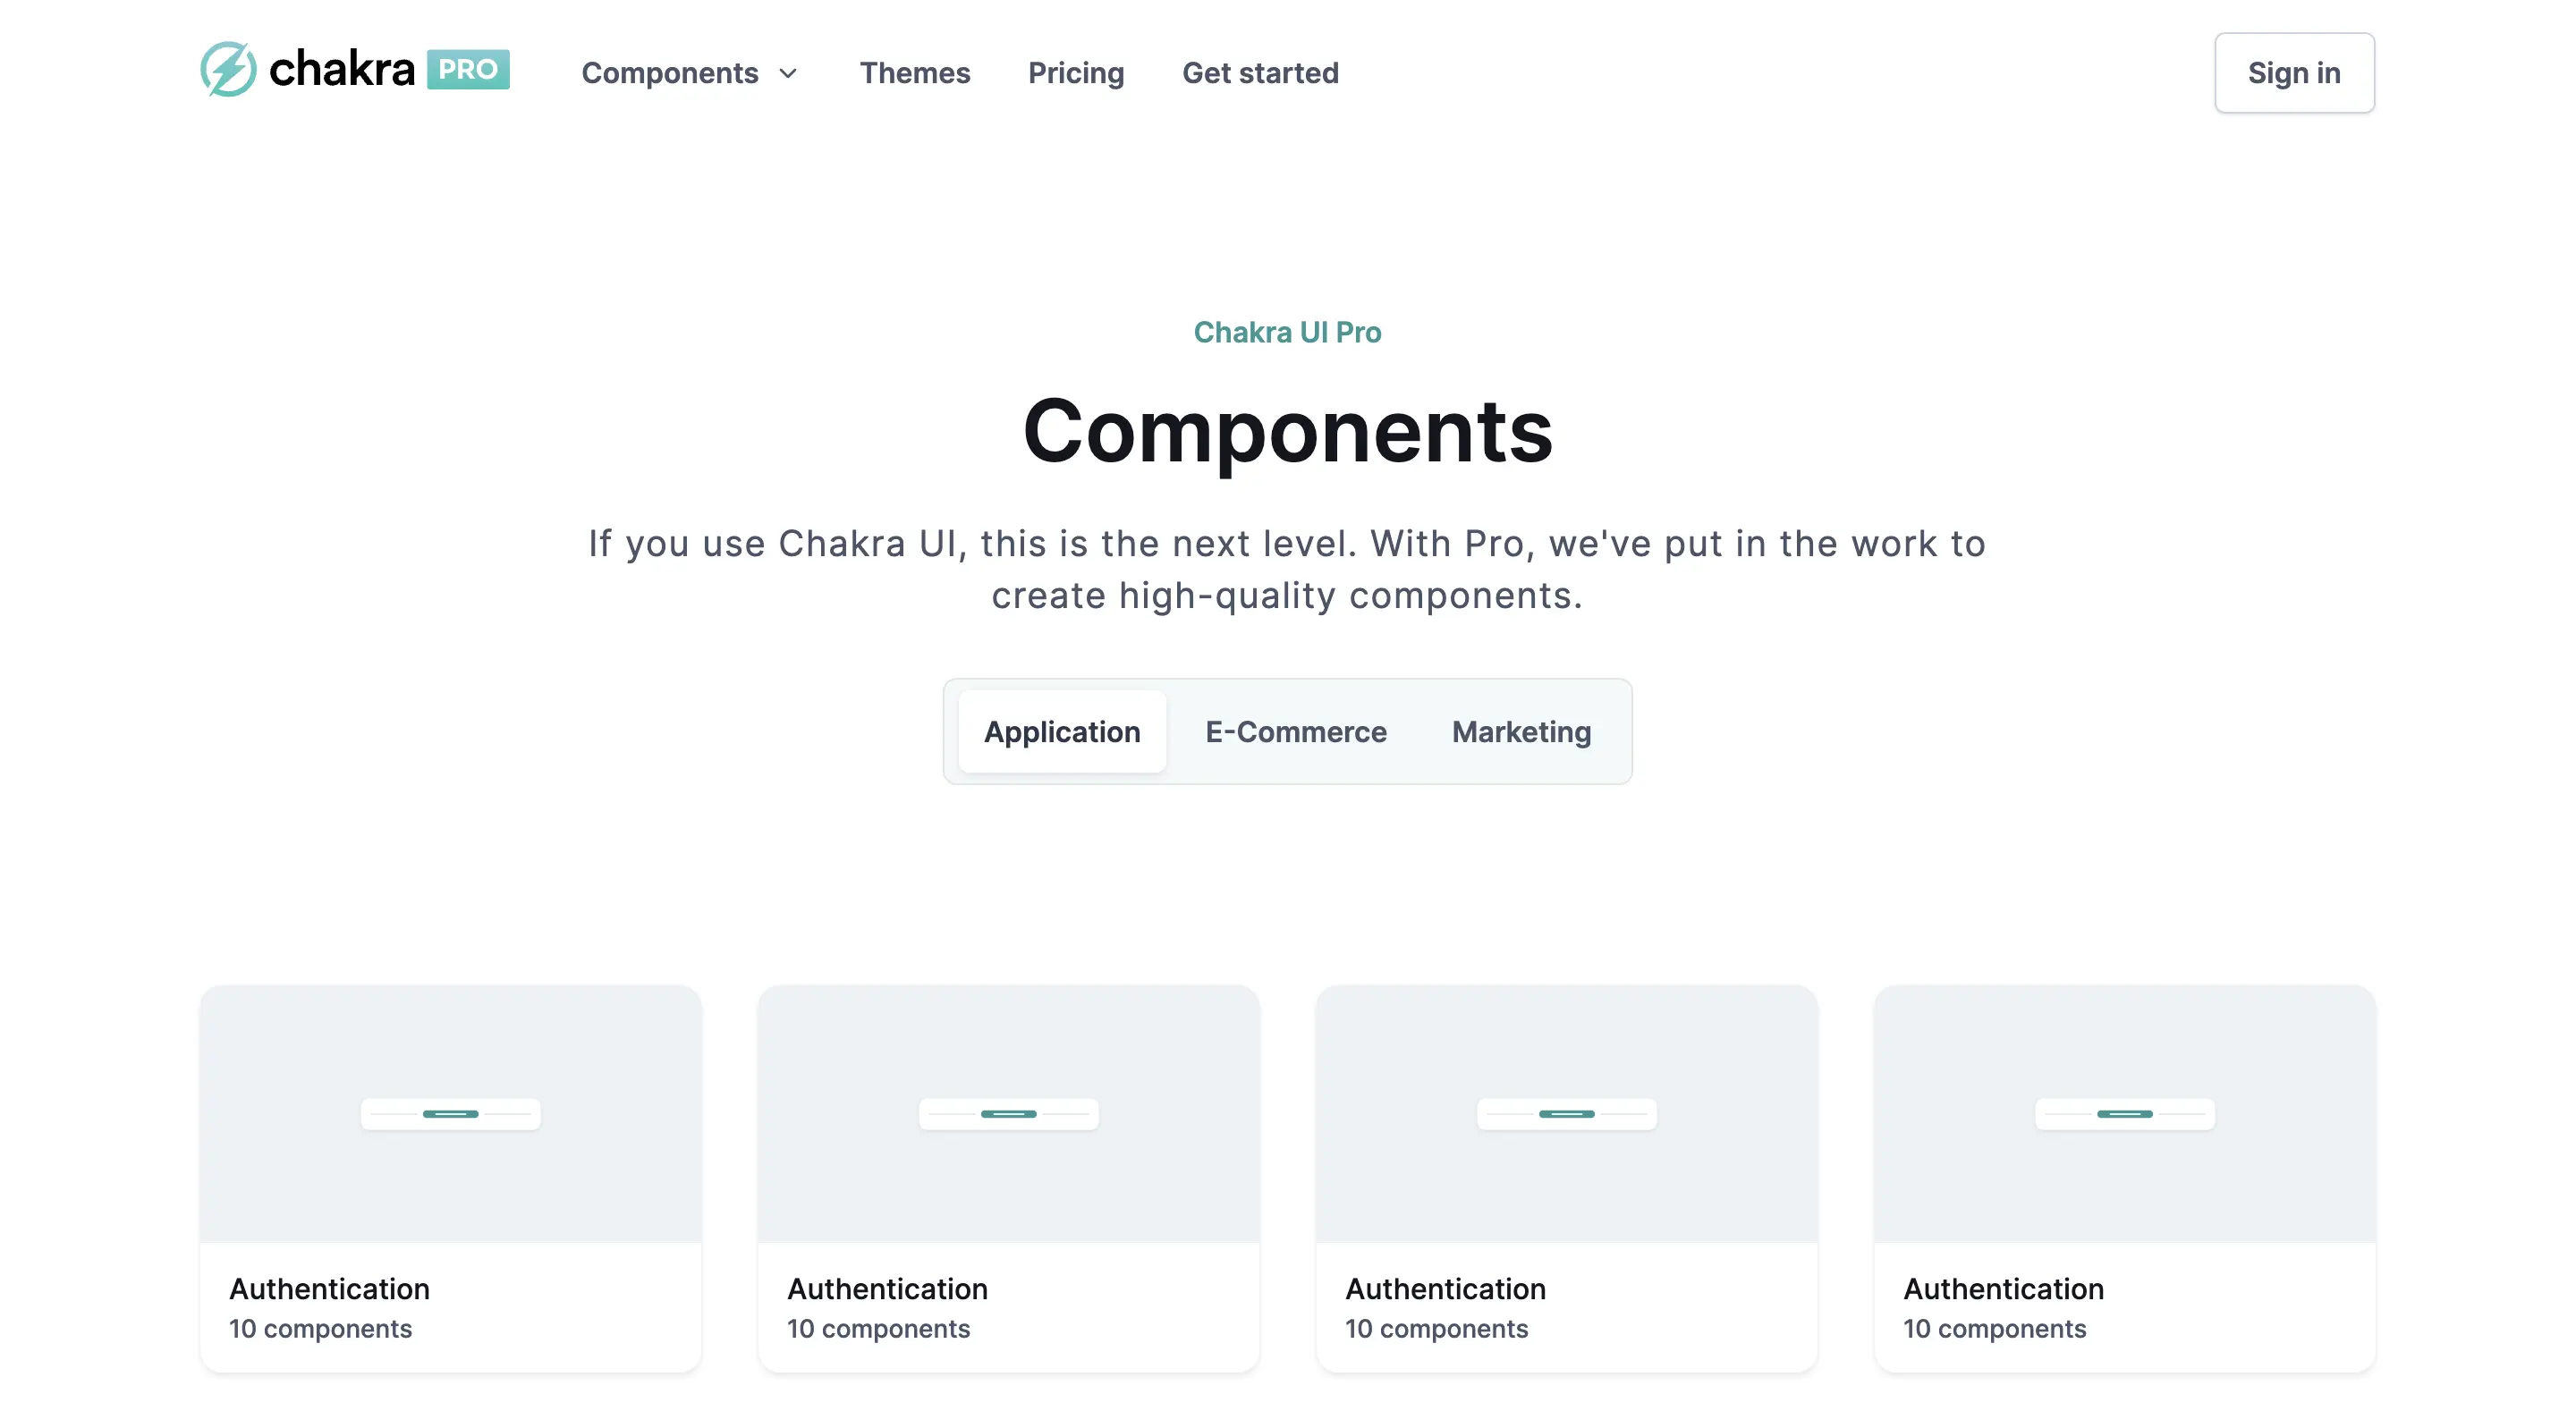 chakra PRO
Components
Themes
Pricing
Get started
Sign in
Chakra UI Pro
Components
If you use Chakra UI, this is the next level. With Pro, we've put in the work to
create high-quality components.
Application
E-Commerce
Marketing
Authentication
10 components
Authentication
10 components
Authentication
10 components
Authentication
10 components